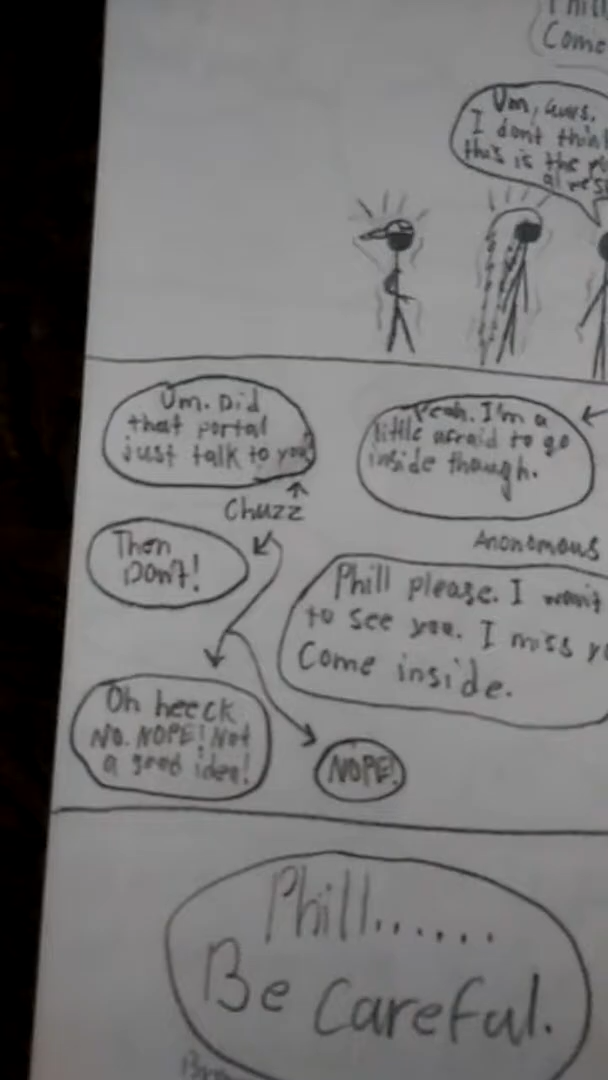 Phill
Come
Um, Guys.
I dont think
this is the
Um. Did
that portal
just talk to you?
Chuzz
Yeah. I'm a
little afraid to go
inside though.
Anonomous
Then
Don't!
Phill please. I want
to see you. I miss
Come inside.
Oh heeck
No. NOPE! Not
a good idea!
NOPE!
Phill......
Be careful.